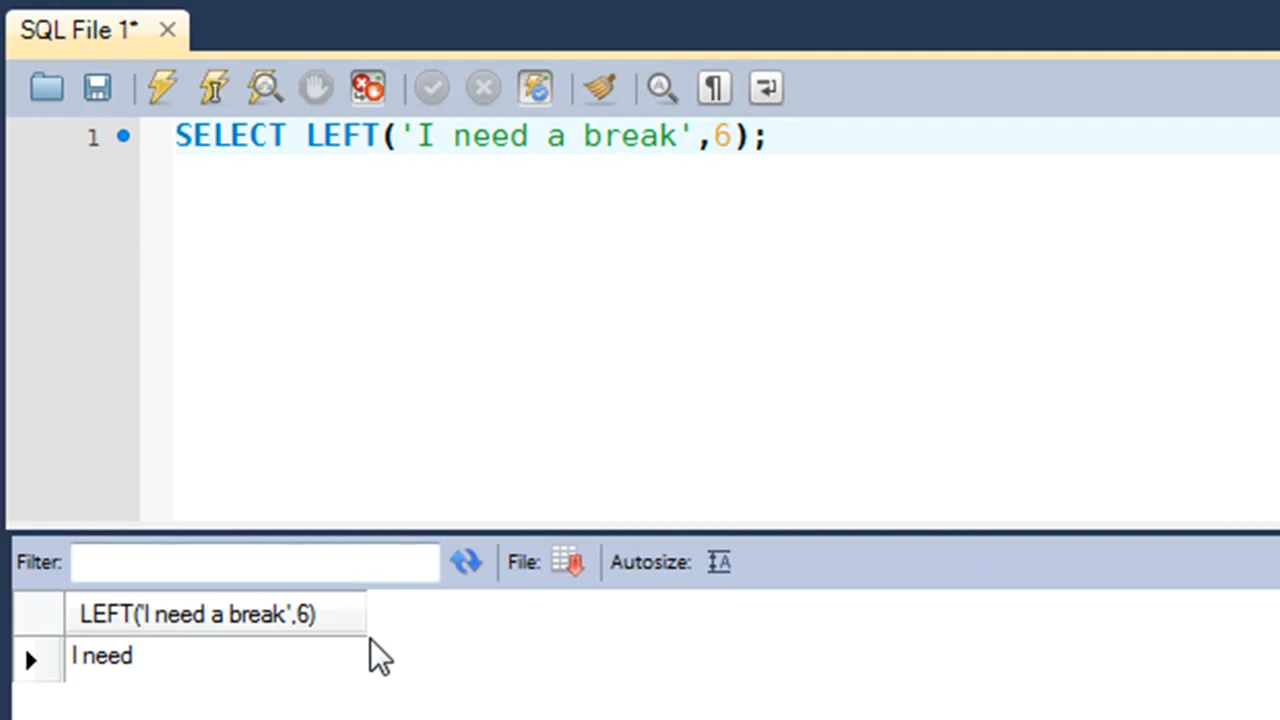 SQL File 1*
1 SELECT LEFT('I need a break',6);
Filter: File: Autosize:
LEFT('I need a break',6)
I need